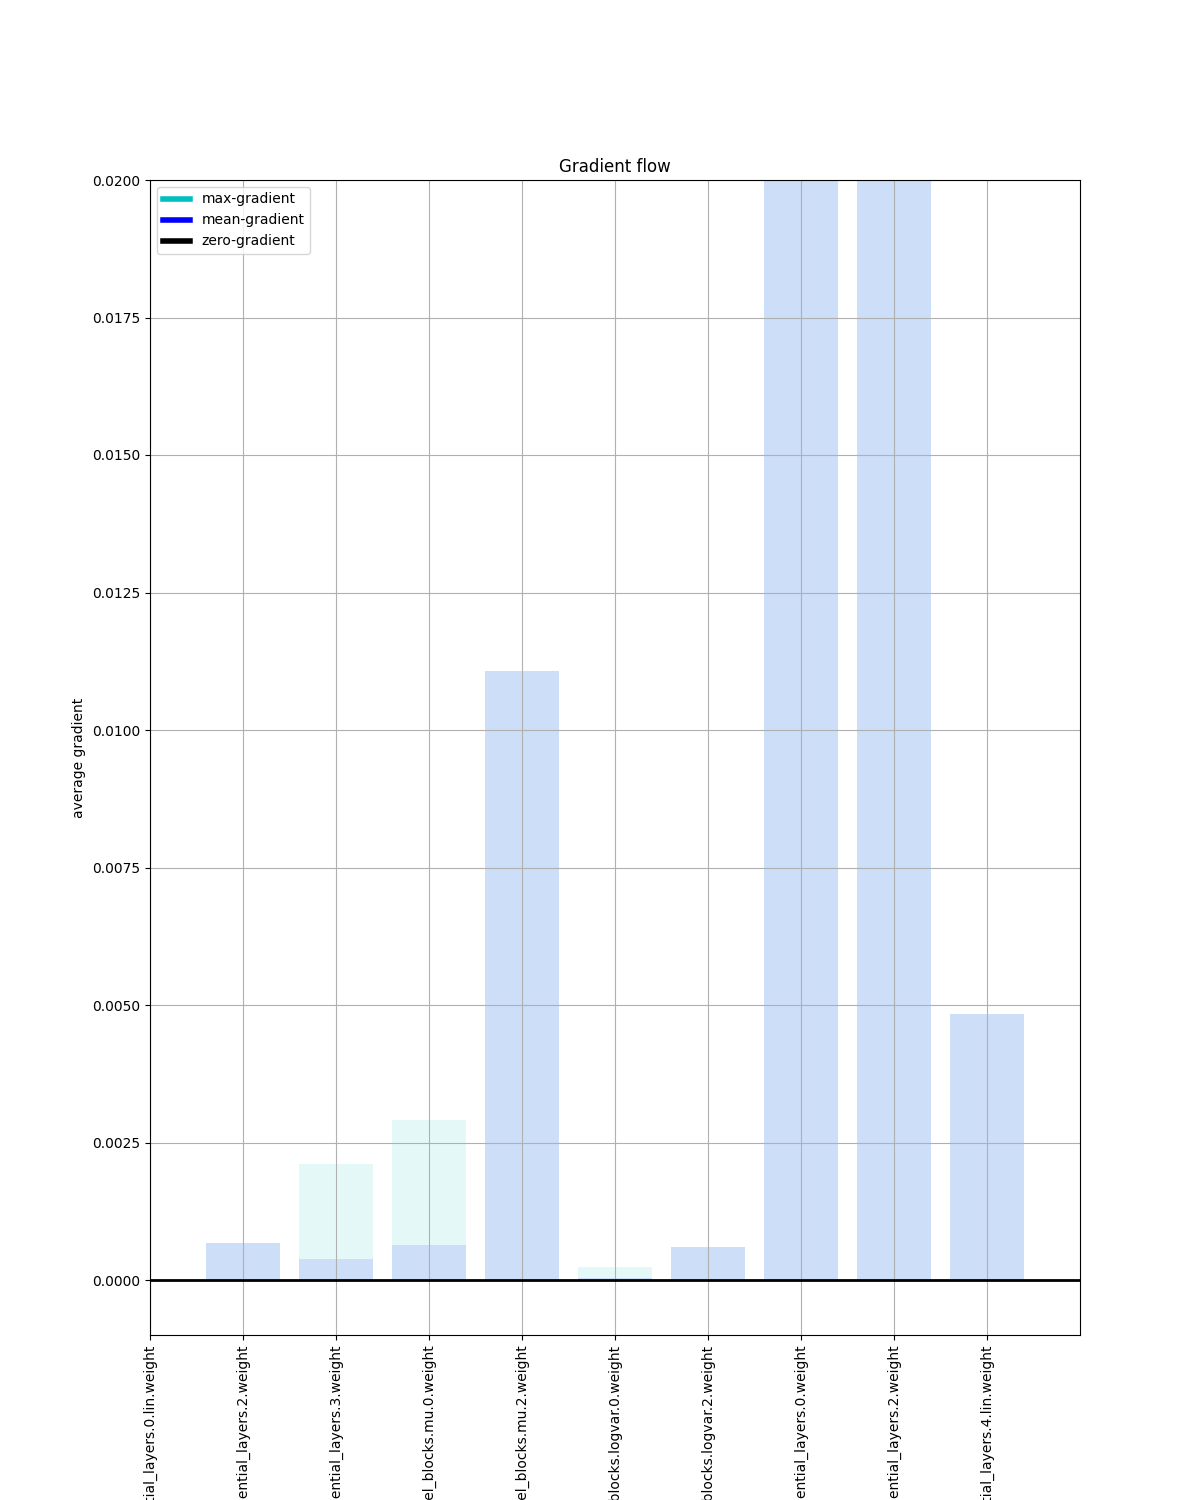 Gradient flow
max-gradient
mean-gradient
zero-gradient
0.0200
0.0175
0.0150
0.0125
0.0100
0.0075
0.0050
0.0025
0.0000
average gradient
tial_layers.0.lin.weight
ential_layers.2.weight
ential_layers.3.weight
el_blocks.mu.0.weight
el_blocks.mu.2.weight
blocks.logvar.0.weight
blocks.logvar.2.weight
ential_layers.0.weight
ential_layers.2.weight
tial_layers.4.lin.weight